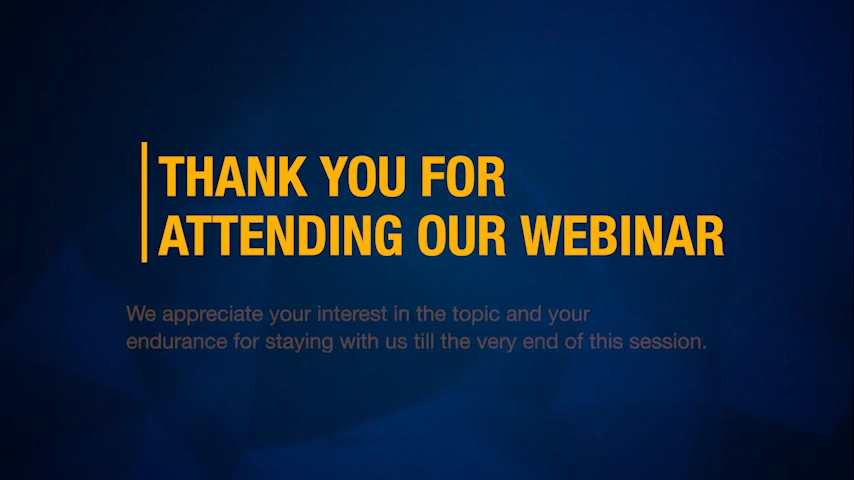 THANK YOU FOR
ATTENDING OUR WEBINAR
We appreciate your interest in the topic and your
endurance for staying with us till the very end of this session.